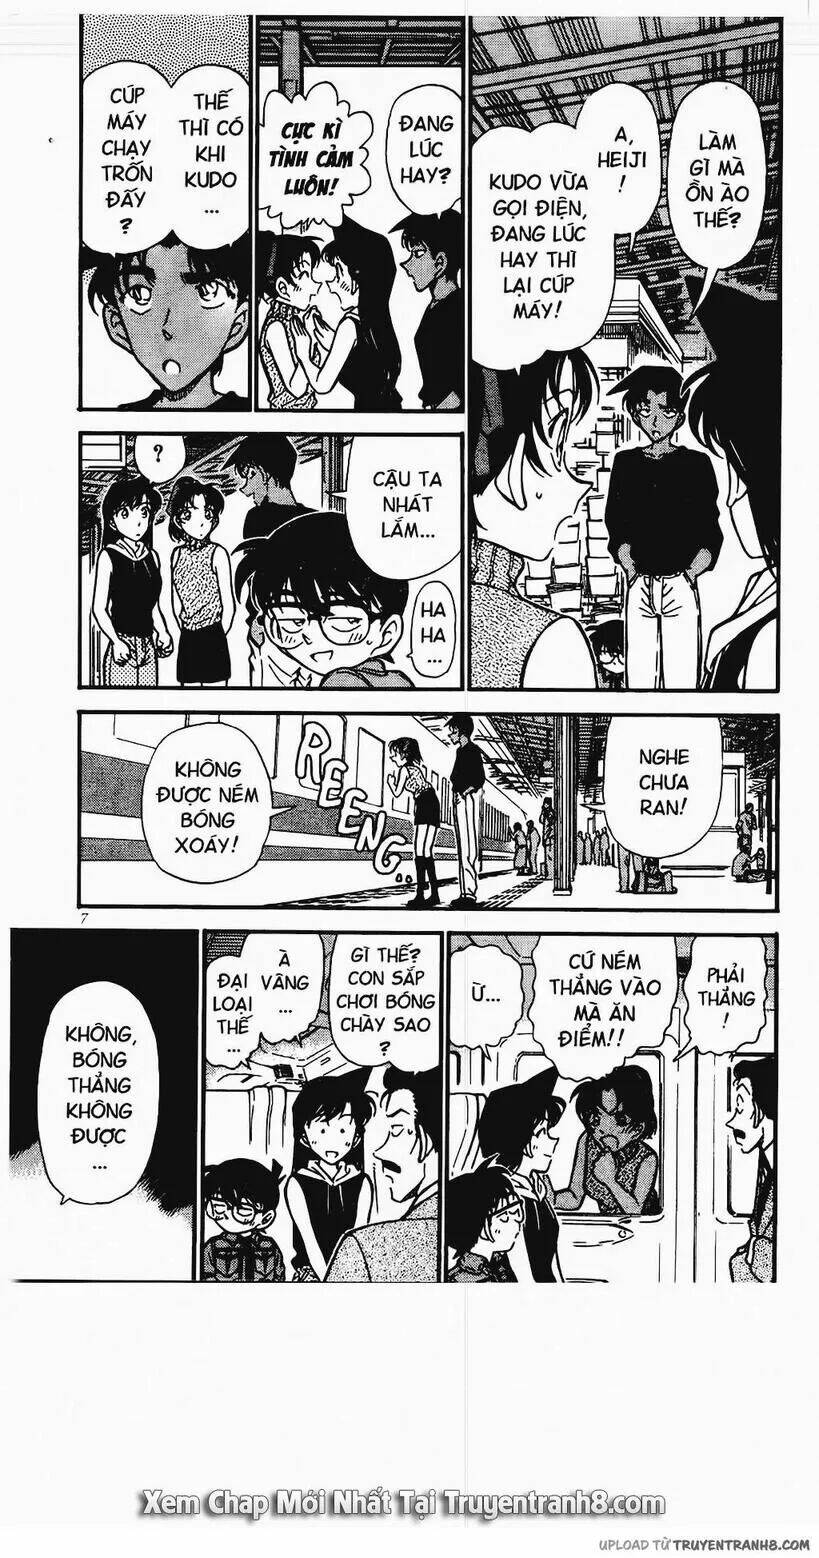 LÀM
GÌ MÀ
ỒN ÀO
THẾ?
A,
HEIJI
!
KUDO VỪA
GỌI ĐIỆN,
ĐANG LÚC
HAY THÌ
LẠI CÚP
MÁY!
ĐANG
LÚC
HAY?
CỰC KÌ
TÌNH CẢM
LUÔN!
THẾ
THÌ CÓ
KHI
KUDO
...
CÚP
MÁY
CHẠY
TRỐN
ĐẤY
?
CẬU TA
NHÁT
LẮM...
HA
HA
...
?
NGHE
CHƯA
RAN!
REEENG..
KHÔNG
ĐƯỢC NÉM
BÓNG
XOÁY!
7
PHẢI
THẲNG
!
CỨ NÉM
THẲNG VÀO
MÀ ĂN
ĐIỂM!!
Ừ...
GÌ THẾ?
CON SẮP
CHƠI BÓNG
CHÀY SAO
?
À
VÂNG
...
ĐẠI
LOẠI
THẾ
...
KHÔNG,
BÓNG
THẲNG
KHÔNG
ĐƯỢC
...
Xem Chap Mới Nhất Tại Truyentranh8.com
UPLOAD TỪ TRUYENTRANH8.COM